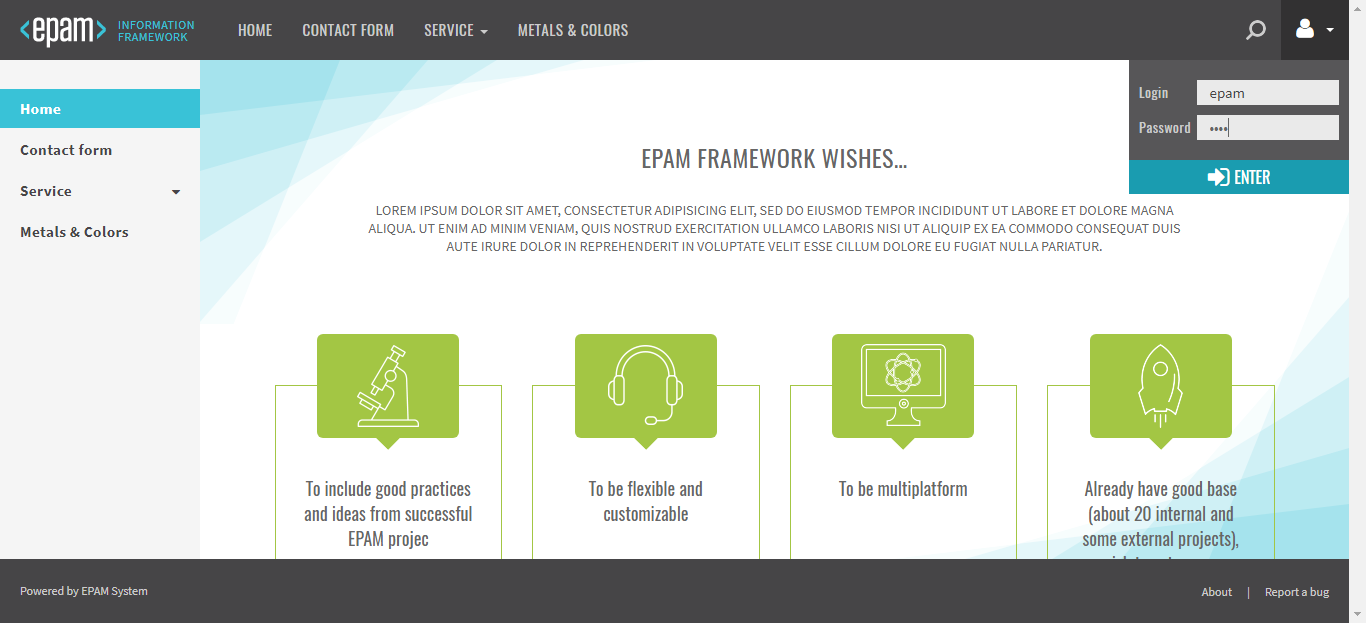 <epam>
INFORMATION
FRAMEWORK
HOME
CONTACT FORM
SERVICE
METALS & COLORS
Login
epam
Password
••••
ENTER
Home
Contact form
Service
Metals & Colors
EPAM FRAMEWORK WISHES...
LOREM IPSUM DOLOR SIT AMET, CONSECTETUR ADIPISICING ELIT, SED DO EIUSMOD TEMPOR INCIDIDUNT UT LABORE ET DOLORE MAGNA
ALIQUA. UT ENIM AD MINIM VENIAM, QUIS NOSTRUD EXERCITATION ULLAMCO LABORIS NISI UT ALIQUIP EX EA COMMODO CONSEQUAT DUIS
AUTE IRURE DOLOR IN REPREHENDERIT IN VOLUPTATE VELIT ESSE CILLUM DOLORE EU FUGIAT NULLA PARIATUR.
To include good practices
and ideas from successful
EPAM projec
To be flexible and
customizable
To be multiplatform
Already have good base
(about 20 internal and
some external projects),
Powered by EPAM System
About | Report a bug